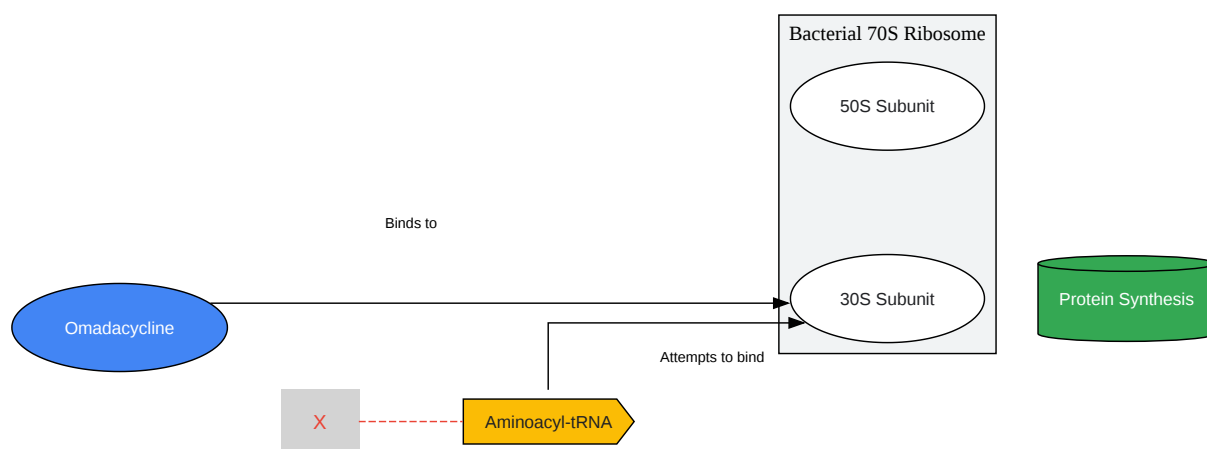 Bacterial 70S Ribosome
50S Subunit
Binds to
30S Subunit
Protein Synthesis
Omadacycline
Attempts to bind
X
Aminoacyl-tRNA